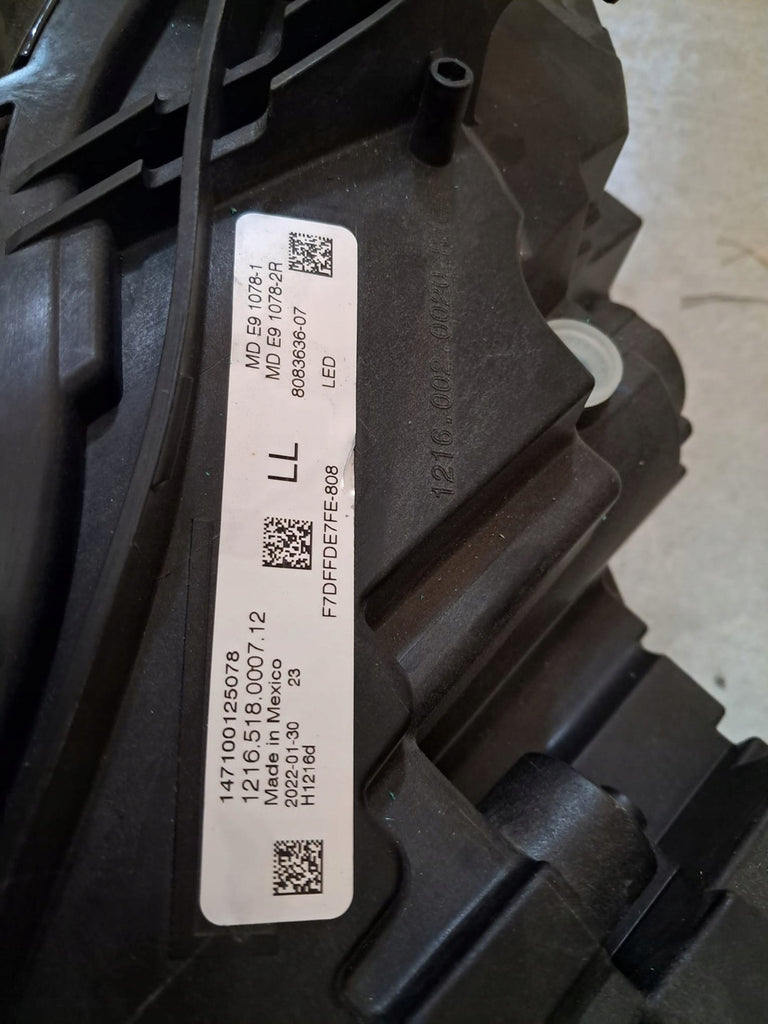 147100125078
1216.518.0007.12
Made in Mexico
2022-01-30 23
H1216d
LL
F7DFFDE7FE-808
MD E9 1078-1
MD E9 1078-2R
8083636-07
LED